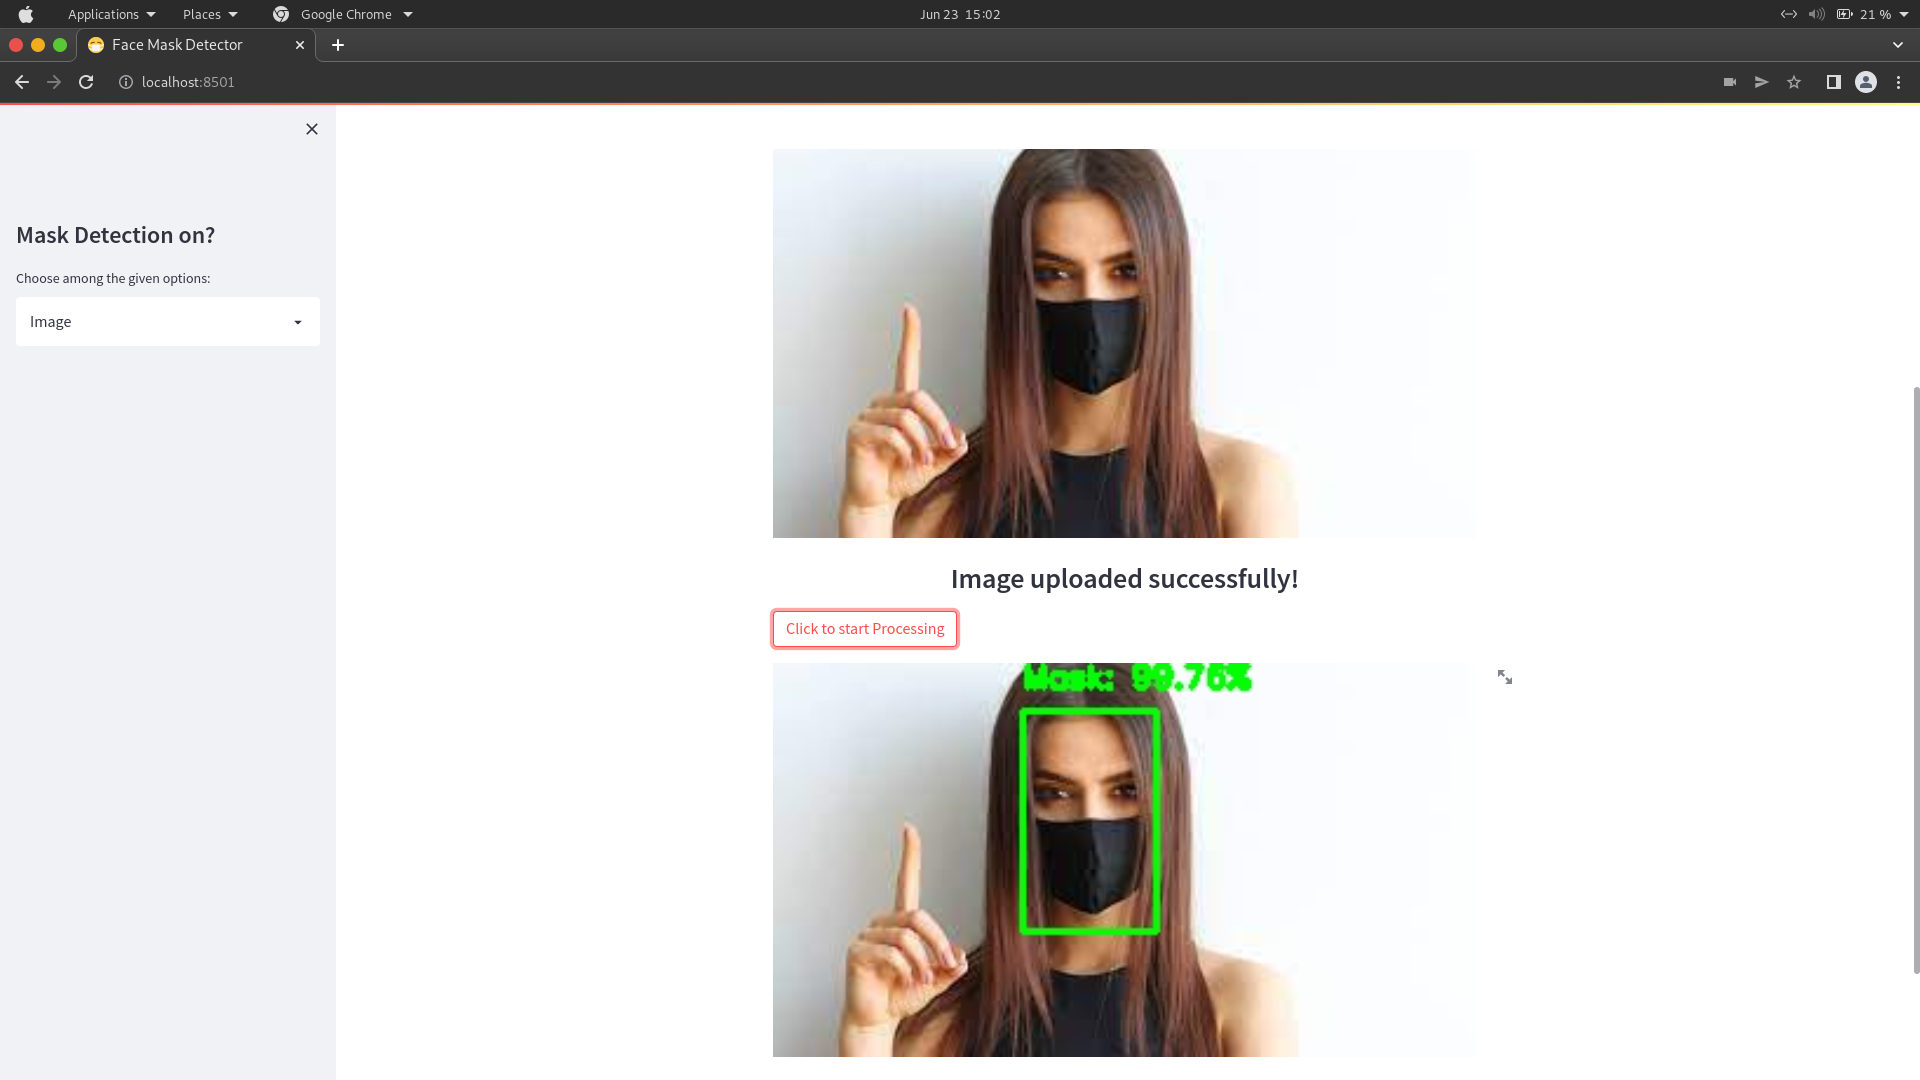 Applications
Places
Google Chrome
Jun 23 15:02
21 %
Face Mask Detector
localhost:8501
Mask Detection on?
Choose among the given options:
Image
Image uploaded successfully!
Click to start Processing
Mask: 99.76%